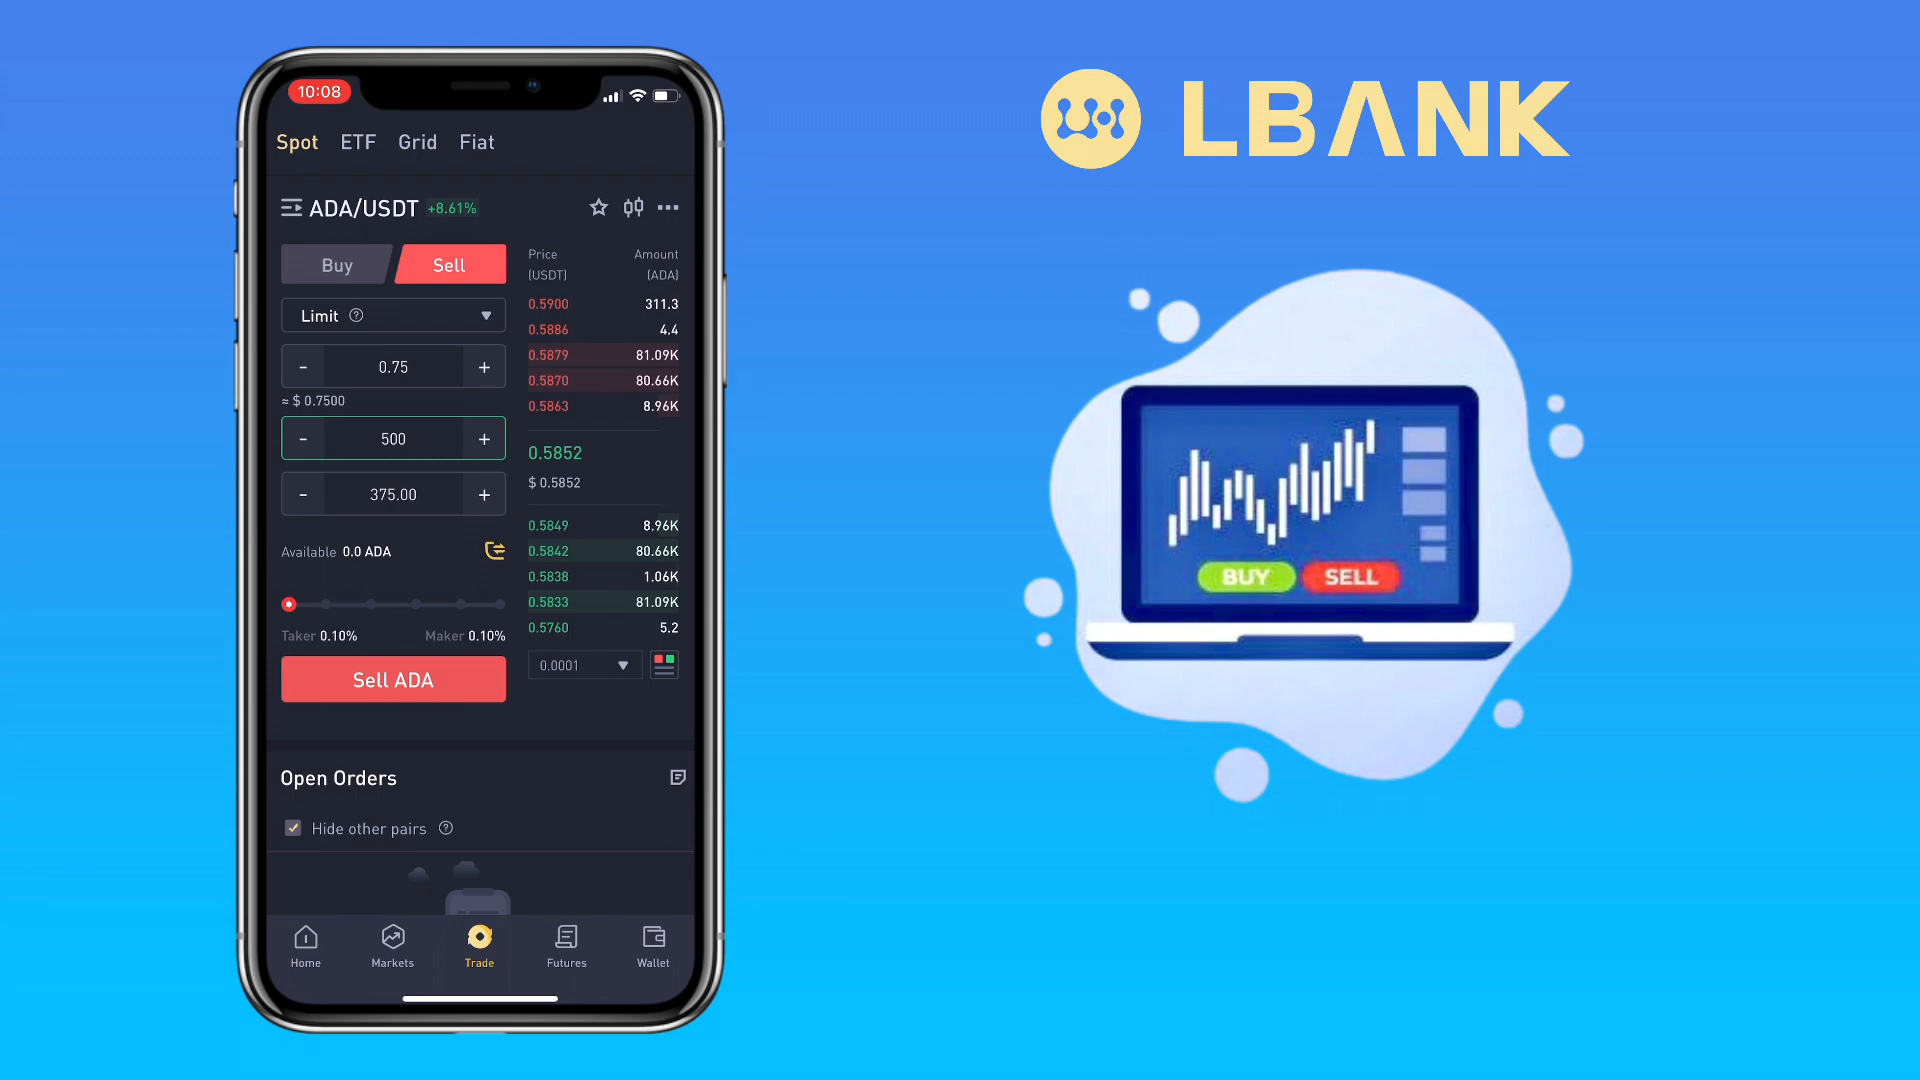 10:08
Spot ETF Grid Fiat
ADA/USDT +8.61%
Buy Sell
Limit
- 0.75 +
≈ $ 0.7500
- 500 +
- 375.00 +
Available 0.0 ADA
Taker 0.10% Maker 0.10%
Sell ADA
Price Amount
(USDT) (ADA)
0.5900 311.3
0.5886 4.4
0.5879 81.09K
0.5870 80.66K
0.5863 8.96K
0.5852
$ 0.5852
0.5849 8.96K
0.5842 80.66K
0.5838 1.06K
0.5833 81.09K
0.5760 5.2
0.0001
Open Orders
Hide other pairs
Home Markets Trade Futures Wallet
LBANK
BUY SELL